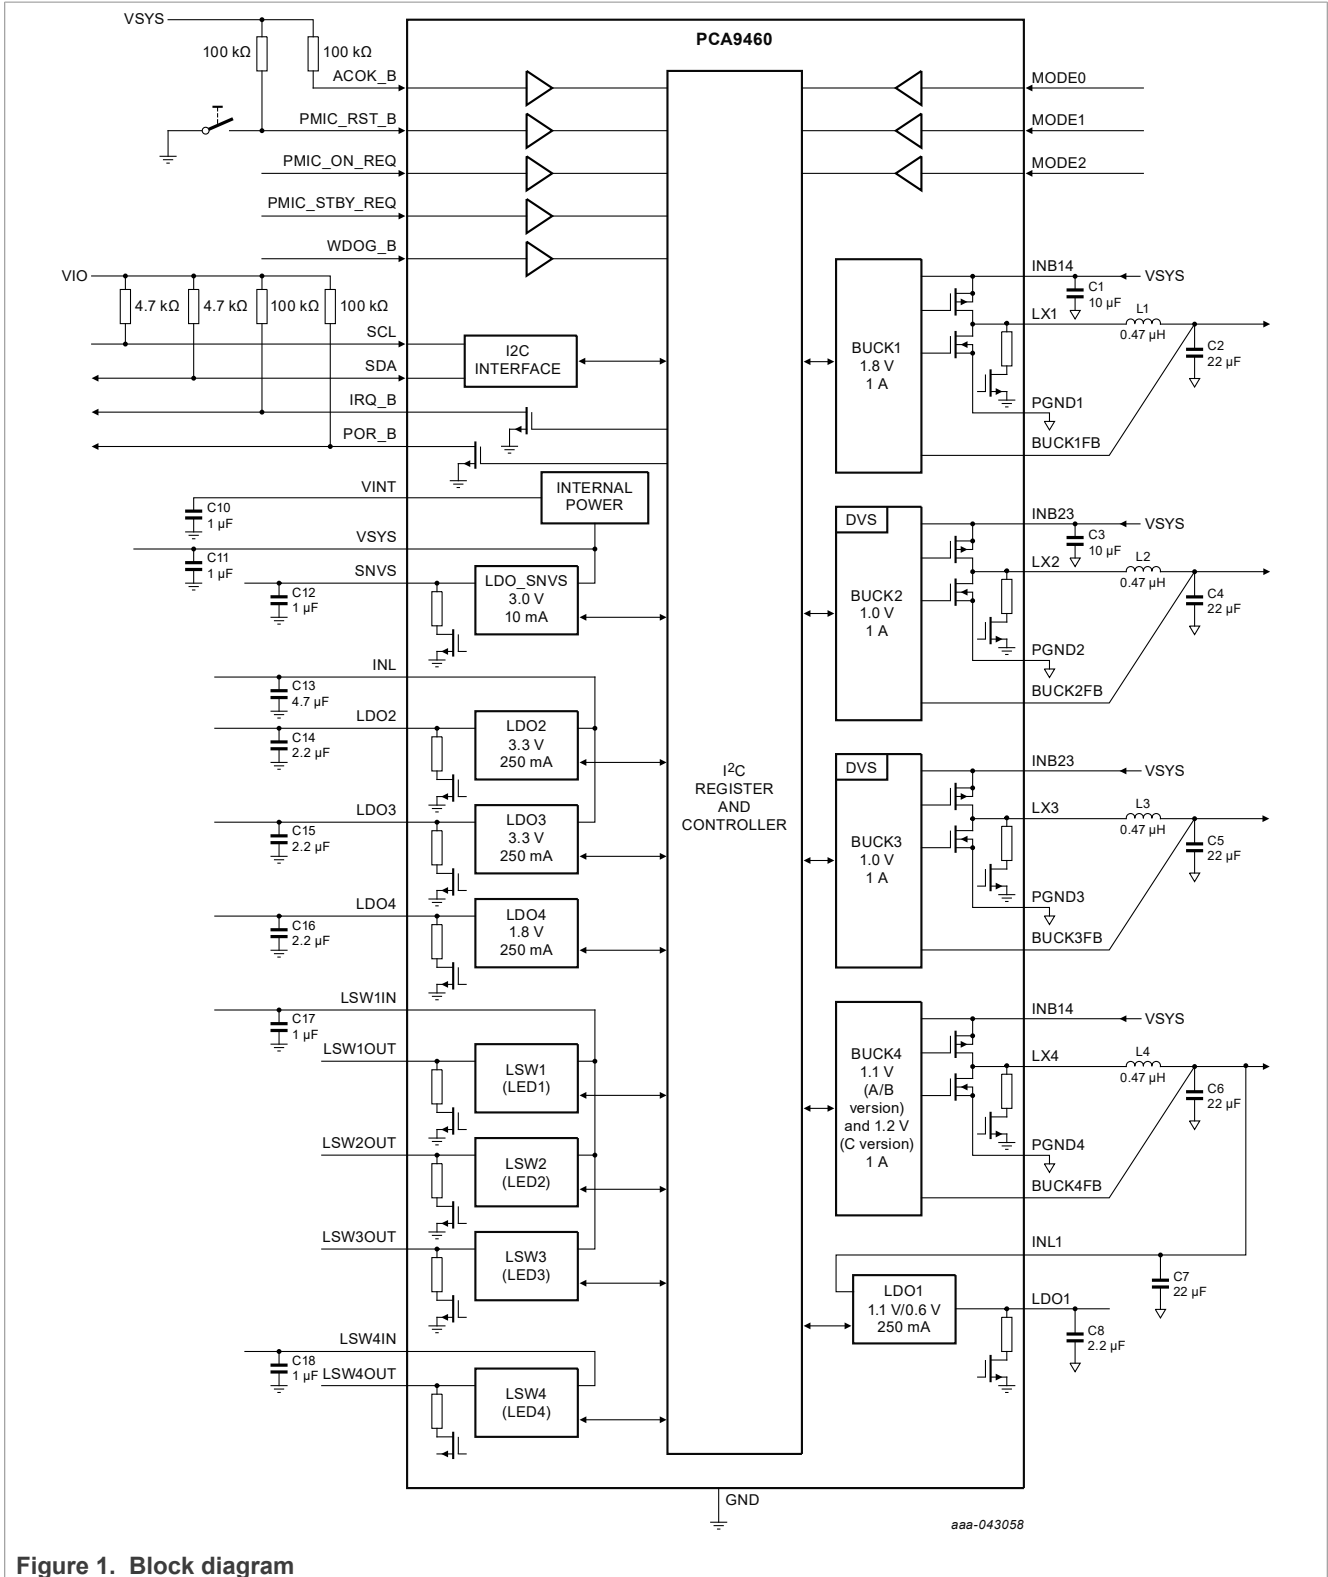 VSYS
100 kΩ
100 kΩ
ACOK_B
PMIC_RST_B
PMIC_ON_REQ
PMIC_STBY_REQ
WDOG_B
VIO
4.7 kΩ
4.7 kΩ
100 kΩ
100 kΩ
SCL
SDA
IRQ_B
POR_B
I2C
INTERFACE
VINT
INTERNAL
POWER
C10
1 µF
VSYS
C11
1 µF
SNVS
C12
1 µF
LDO_SNVS
3.0 V
10 mA
INL
C13
4.7 µF
LDO2
C14
2.2 µF
LDO2
3.3 V
250 mA
LDO3
C15
2.2 µF
LDO3
3.3 V
250 mA
LDO4
C16
2.2 µF
LDO4
1.8 V
250 mA
LSW1IN
C17
1 µF
LSW1OUT
LSW1
(LED1)
LSW2OUT
LSW2
(LED2)
LSW3OUT
LSW3
(LED3)
LSW4IN
C18
1 µF
LSW4OUT
LSW4
(LED4)
PCA9460
I2C
REGISTER
AND
CONTROLLER
MODE0
MODE1
MODE2
BUCK1
1.8 V
1 A
INB14
VSYS
C1
10 µF
LX1
L1
0.47 µH
C2
22 µF
PGND1
BUCK1FB
DVS
BUCK2
1.0 V
1 A
INB23
VSYS
C3
10 µF
LX2
L2
0.47 µH
C4
22 µF
PGND2
BUCK2FB
DVS
BUCK3
1.0 V
1 A
INB23
VSYS
LX3
L3
0.47 µH
C5
22 µF
PGND3
BUCK3FB
BUCK4
1.1 V
(A/B
version)
and 1.2 V
(C version)
1 A
INB14
VSYS
LX4
L4
0.47 µH
C6
22 µF
PGND4
BUCK4FB
INL1
C7
22 µF
LDO1
1.1 V/0.6 V
250 mA
LDO1
C8
2.2 µF
GND
aaa-043058
Figure 1. Block diagram